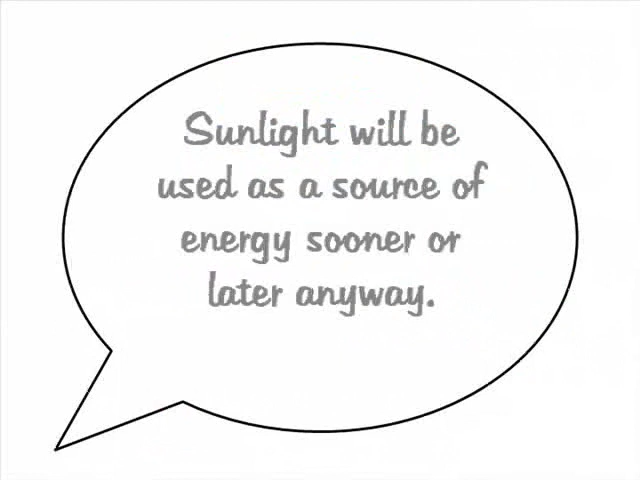 Sunlight will be
used as a source of
energy sooner or
later anyway.